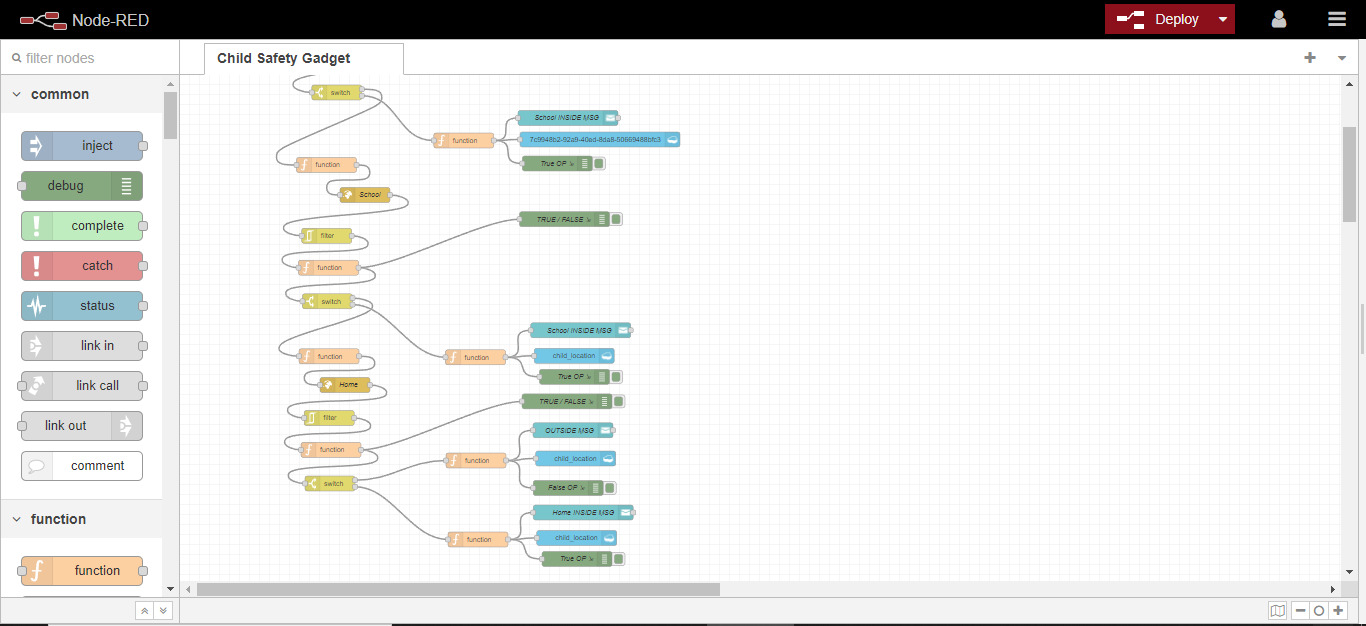 Node-RED
Deploy
filter nodes
Child Safety Gadget
common
inject
debug
complete
catch
status
link in
link call
link out
comment
function
function
switch
function
School INSIDE MSG
7c9948b2-92a9-40ad-8da8-50669488bfc3
True OP
function
School
filter
TRUE / FALSE
function
switch
School INSIDE MSG
function
function
child_location
True OP
Home
TRUE / FALSE
filter
OUTSIDE MSG
function
function
child_location
switch
False OP
Home INSIDE MSG
function
child_location
True OP